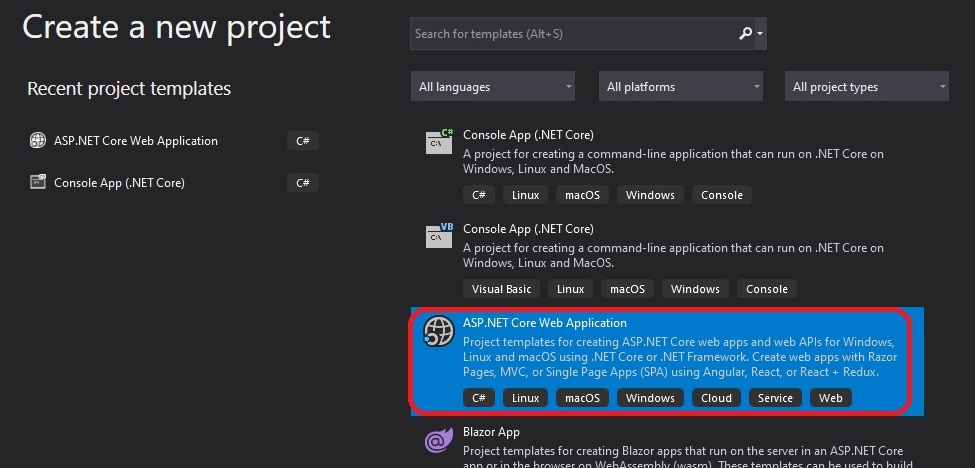 Create a new project
Search for templates (Alt+S)
Recent project templates
All languages
All platforms
All project types
ASP.NET Core Web Application
C#
Console App (.NET Core)
C#
C#
C:\
Console App (.NET Core)
A project for creating a command-line application that can run on .NET Core on
Windows, Linux and MacOS.
C# Linux macOS Windows Console
VB
C:\
Console App (.NET Core)
A project for creating a command-line application that can run on .NET Core on
Windows, Linux and MacOS.
Visual Basic Linux macOS Windows Console
ASP.NET Core Web Application
Project templates for creating ASP.NET Core web apps and web APIs for Windows,
Linux and macOS using .NET Core or .NET Framework. Create web apps with Razor
Pages, MVC, or Single Page Apps (SPA) using Angular, React, or React + Redux.
C# Linux macOS Windows Cloud Service Web
Blazor App
Project templates for creating Blazor apps that run on the server in an ASP.NET Core
app or in the browser on WebAssembly (wasm). These templates can be used to build